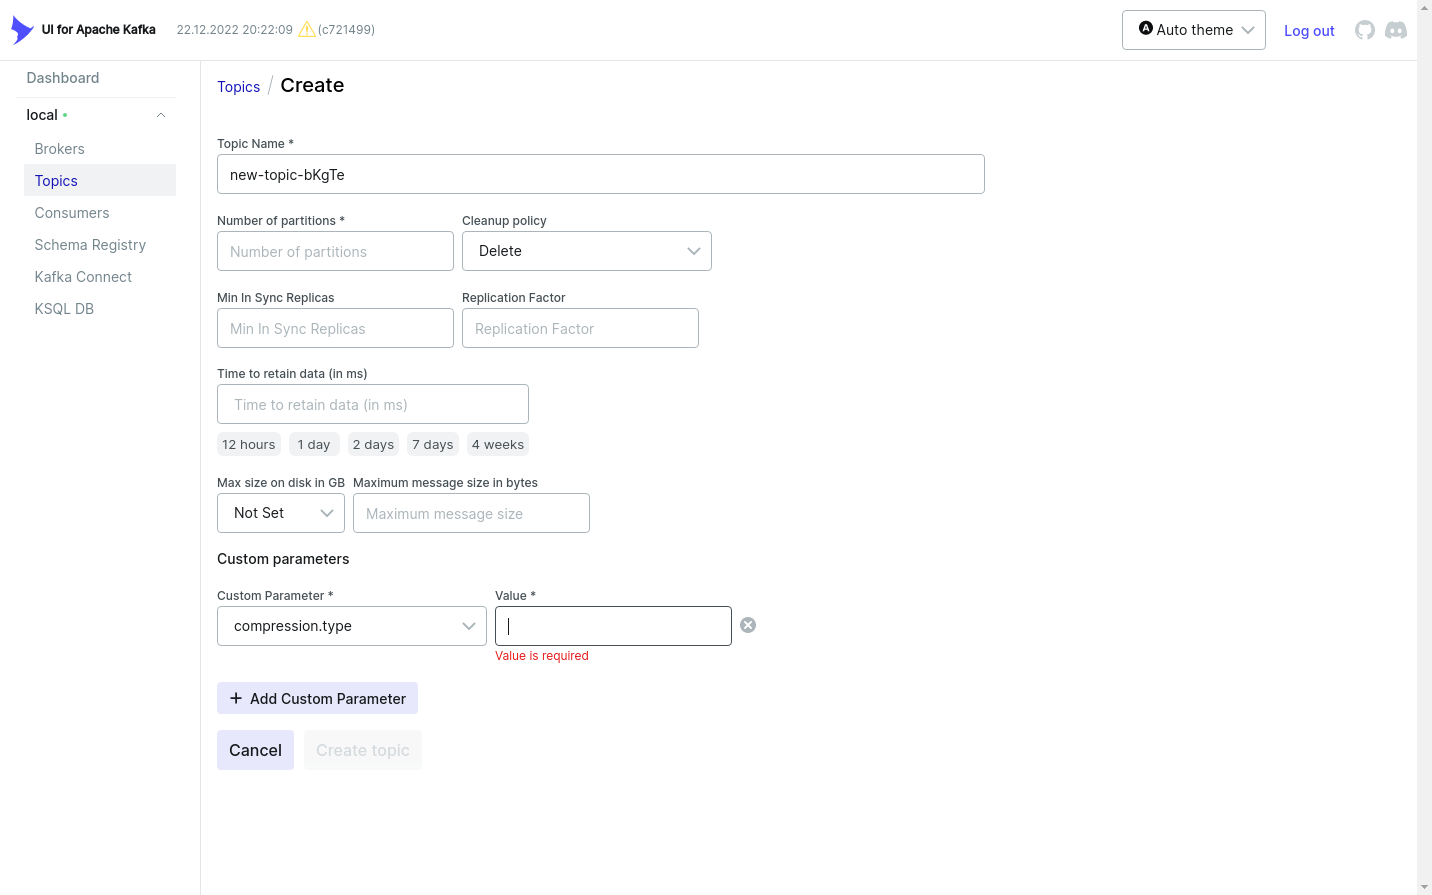 UI for Apache Kafka 22.12.2022 20:22:09 (c721499) A Auto theme Log out
Dashboard
local
Brokers
Topics
Consumers
Schema Registry
Kafka Connect
KSQL DB
Topics / Create
Topic Name *
new-topic-bKgTe
Number of partitions * Cleanup policy
Number of partitions Delete
Min In Sync Replicas Replication Factor
Min In Sync Replicas Replication Factor
Time to retain data (in ms)
Time to retain data (in ms)
12 hours 1 day 2 days 7 days 4 weeks
Max size on disk in GB Maximum message size in bytes
Not Set Maximum message size
Custom parameters
Custom Parameter * Value *
compression.type
Value is required
+ Add Custom Parameter
Cancel Create topic